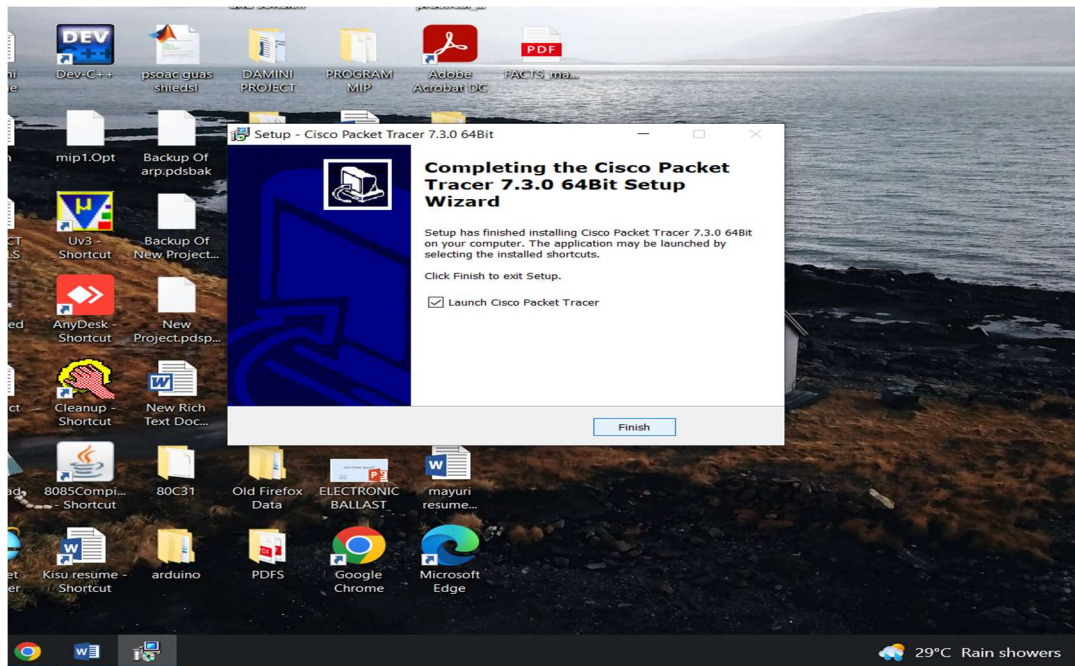 DEV
C++
PDF
Dev-C++
psoac guas
shiedsl
DAMINI
PROJECT
PROGRAM
MIP
Adobe
Acrobat DC
FACTS_ma...
Setup - Cisco Packet Tracer 7.3.0 64Bit
Completing the Cisco Packet
Tracer 7.3.0 64Bit Setup
Wizard
Setup has finished installing Cisco Packet Tracer 7.3.0 64Bit
on your computer. The application may be launched by
selecting the installed shortcuts.
Click Finish to exit Setup.
Launch Cisco Packet Tracer
Finish
mip1.Opt
Backup Of
arp.pdsbak
Uv3 -
Shortcut
Backup Of
New Project...
AnyDesk -
Shortcut
New
Project.pdsp...
Cleanup -
Shortcut
New Rich
Text Doc...
8085Compi...
- Shortcut
80C31
Old Firefox
Data
ELECTRONIC
BALLAST
mayuri
resume...
Kisu resume -
Shortcut
arduino
PDFS
Google
Chrome
Microsoft
Edge
29°C Rain showers